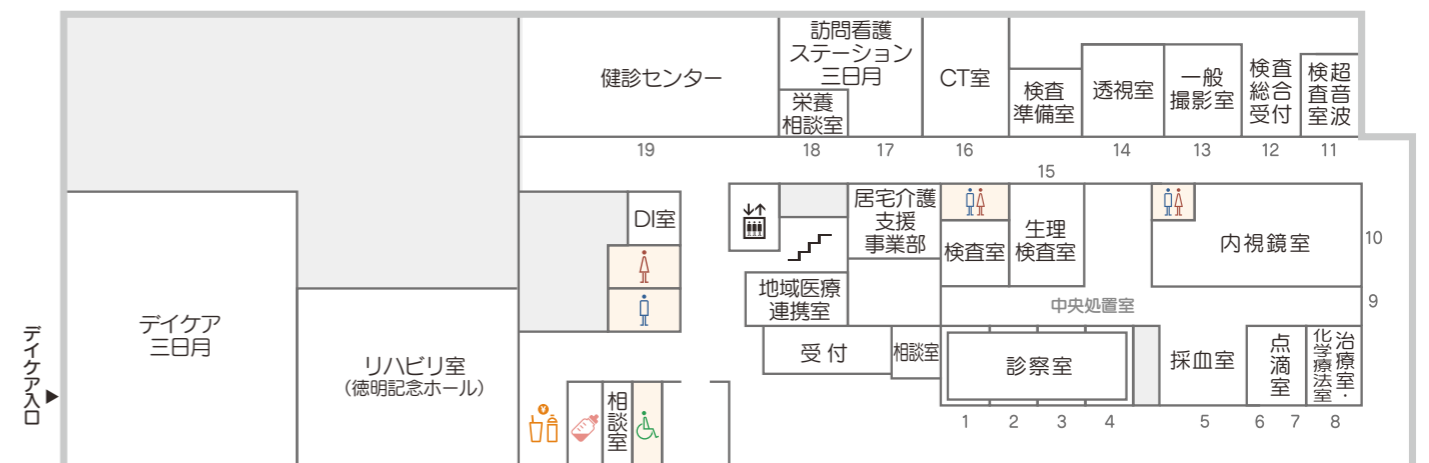 訪問看護
ステーション
三日月
健診センター
CT室
検査
準備室
透視室
一般
撮影室
検査
総合
受付
超音波
検査室
栄養
相談室
19
18
17
16
15
14
13
12
11
DI室
居宅介護
支援
事業部
検査室
生理
検査室
内視鏡室
10
地域医療
連携室
中央処置室
9
デイケア
三日月
デイケア入口
リハビリ室
(徳明記念ホール)
受付
相談室
診察室
採血室
点滴室
治療室・
化学療法室
¥
相談室
1
2
3
4
5
6
7
8